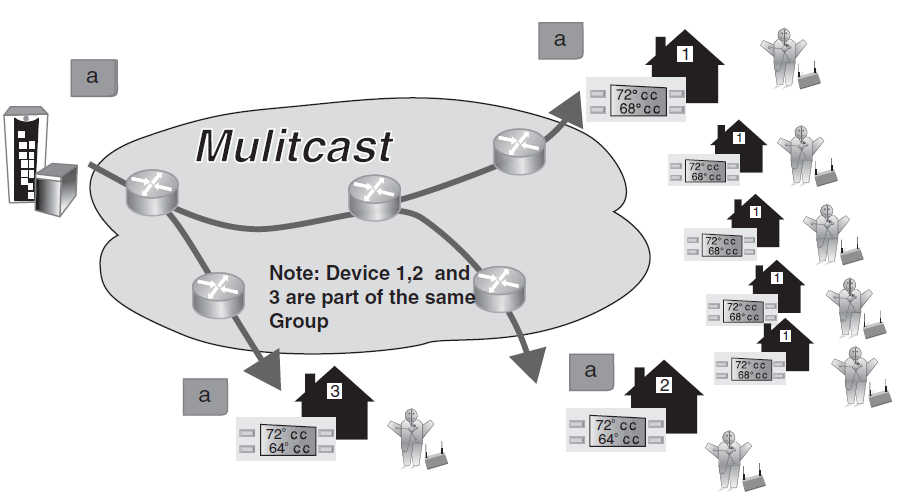 a
a
1
72° cc
68° cc
Mulitcast
1
72° cc
68° cc
1
72° cc
68° cc
Note: Device 1,2 and
3 are part of the same
Group
1
72° cc
68° cc
1
72° cc
68° cc
a
3
72° cc
64° cc
a
2
72° cc
64° cc